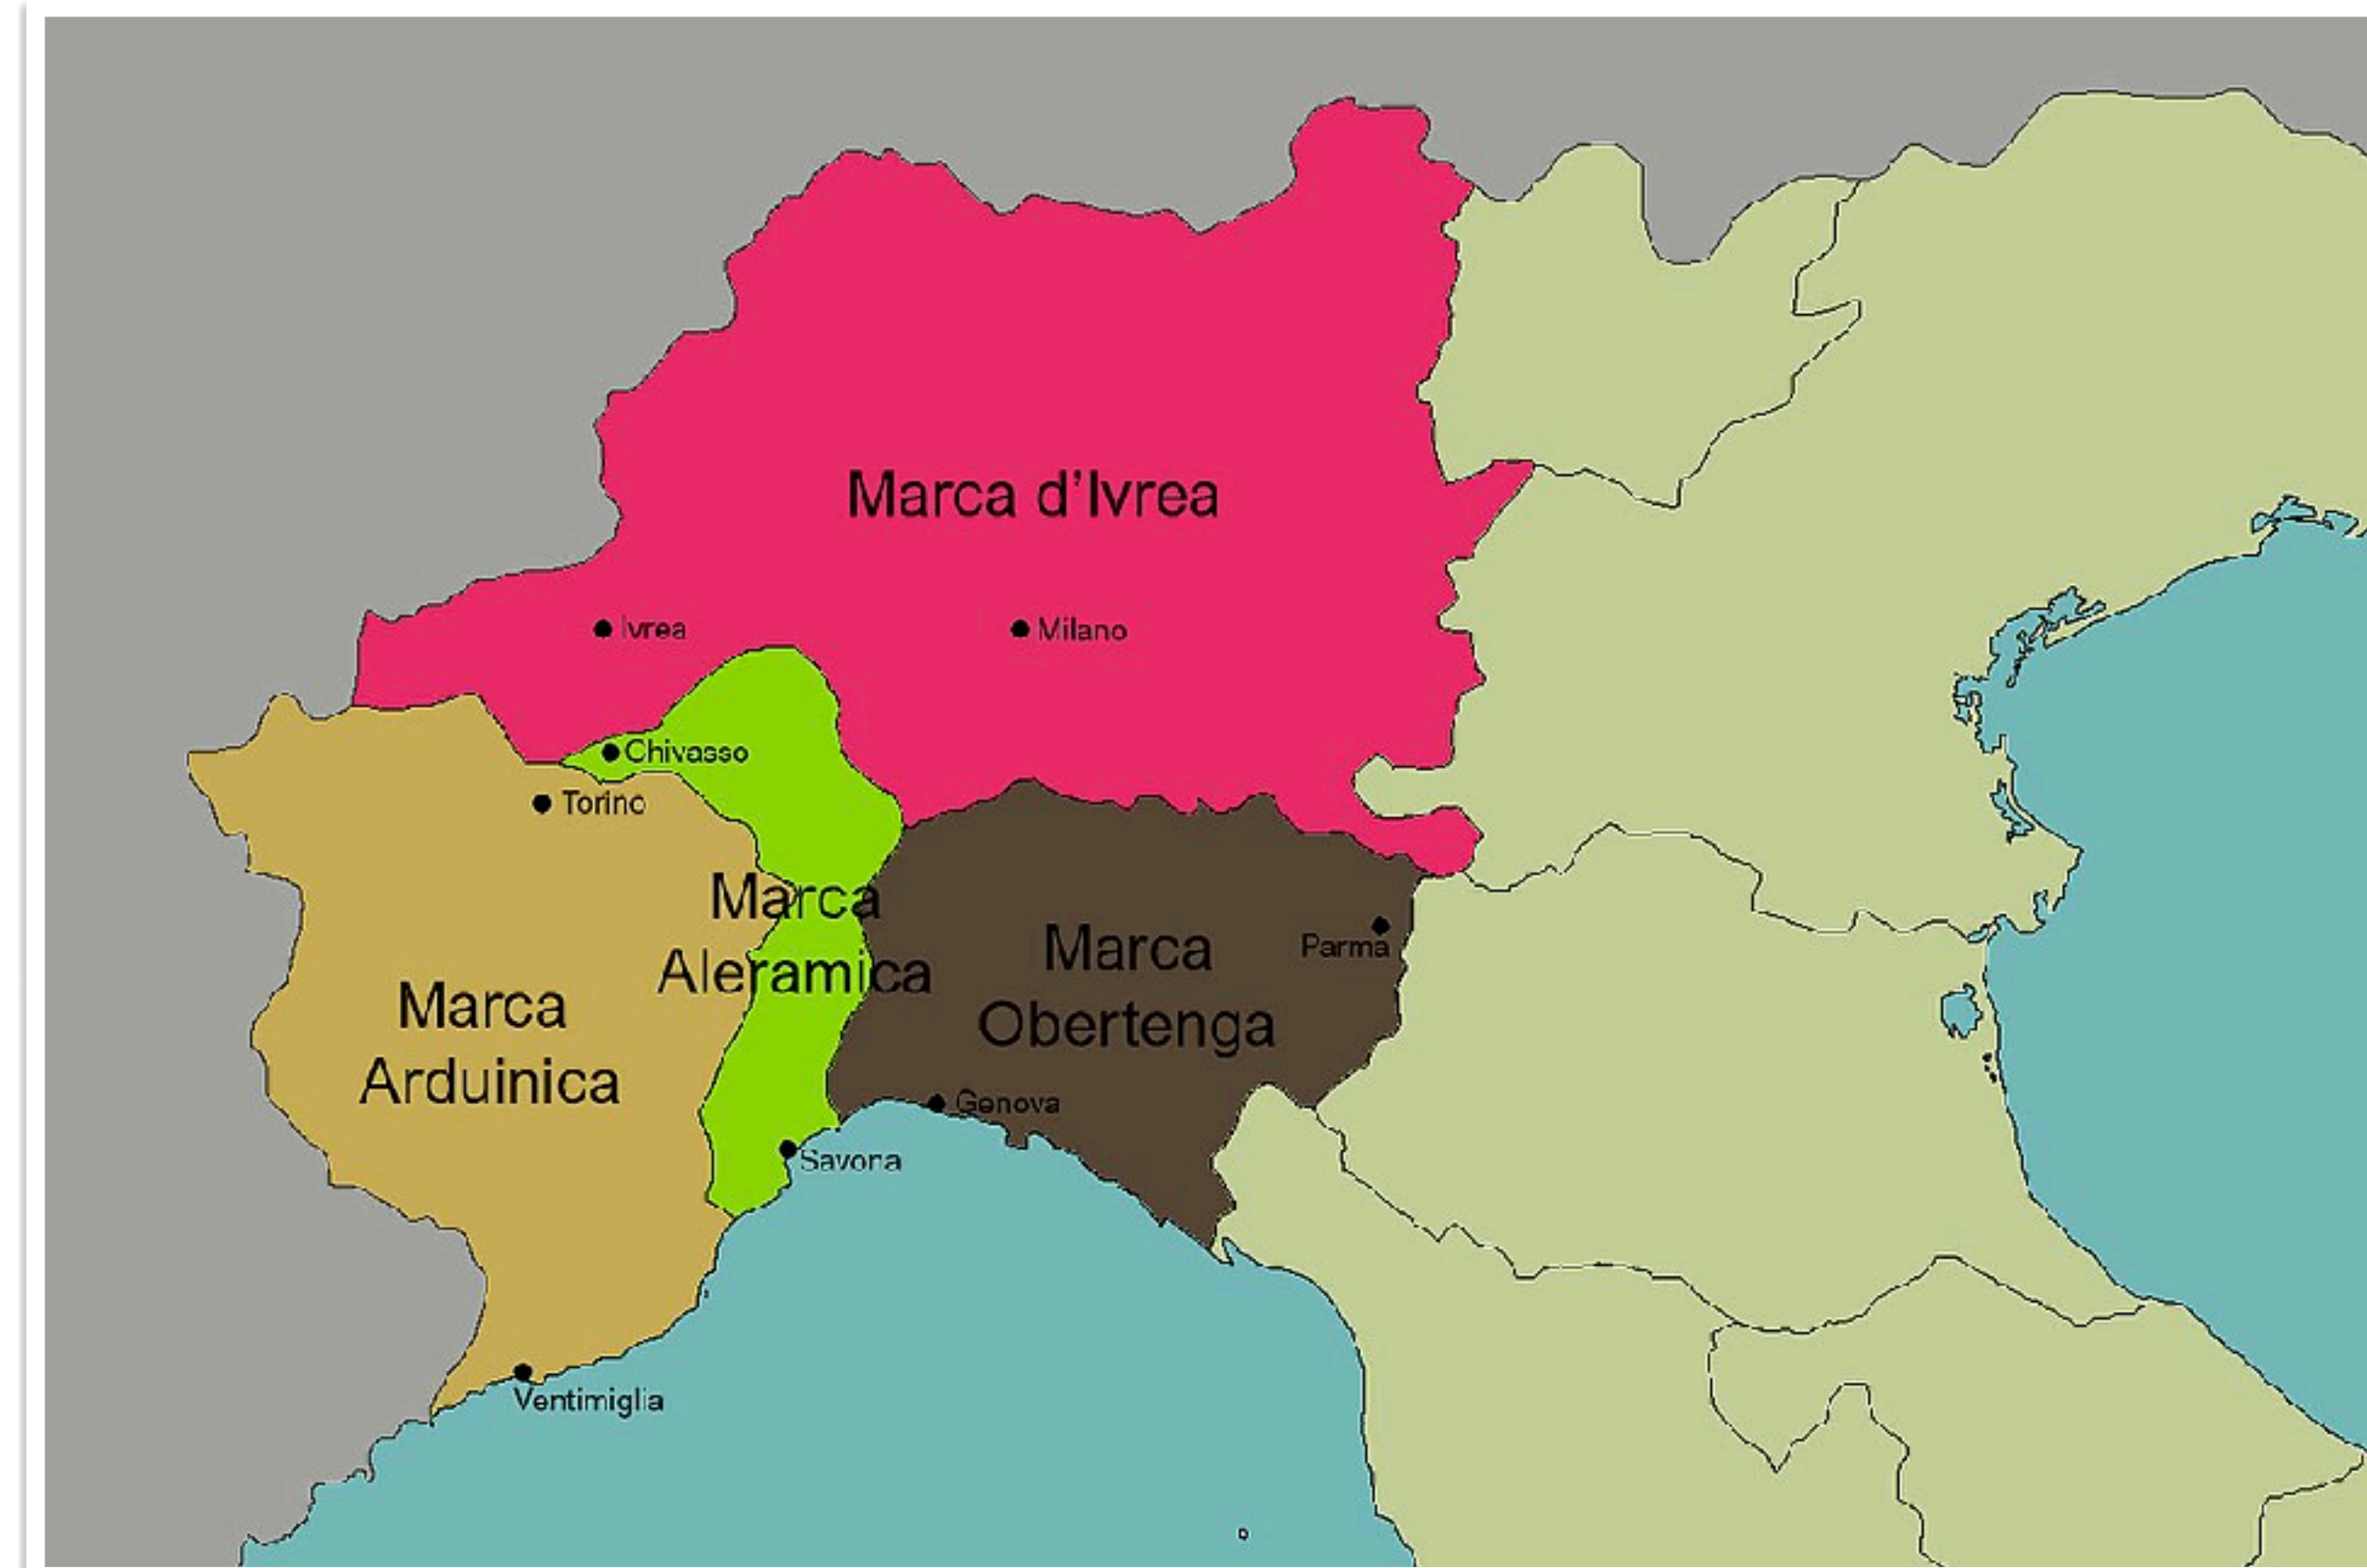 Marca d'Ivrea
Ivrea
Milano
Chivasso
Torino
Marca
Aleramica
Marca
Obertenga
Parma
Marca
Arduinica
Genova
Savona
Ventimiglia